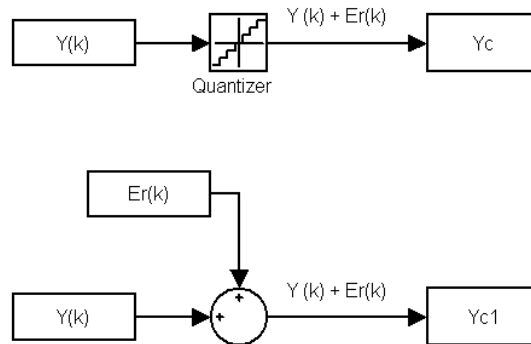 Y(k)
Y (k) + Er(k)
Yc
Quantizer
Er(k)
Y(k)
+
+
Y (k) + Er(k)
Yc1